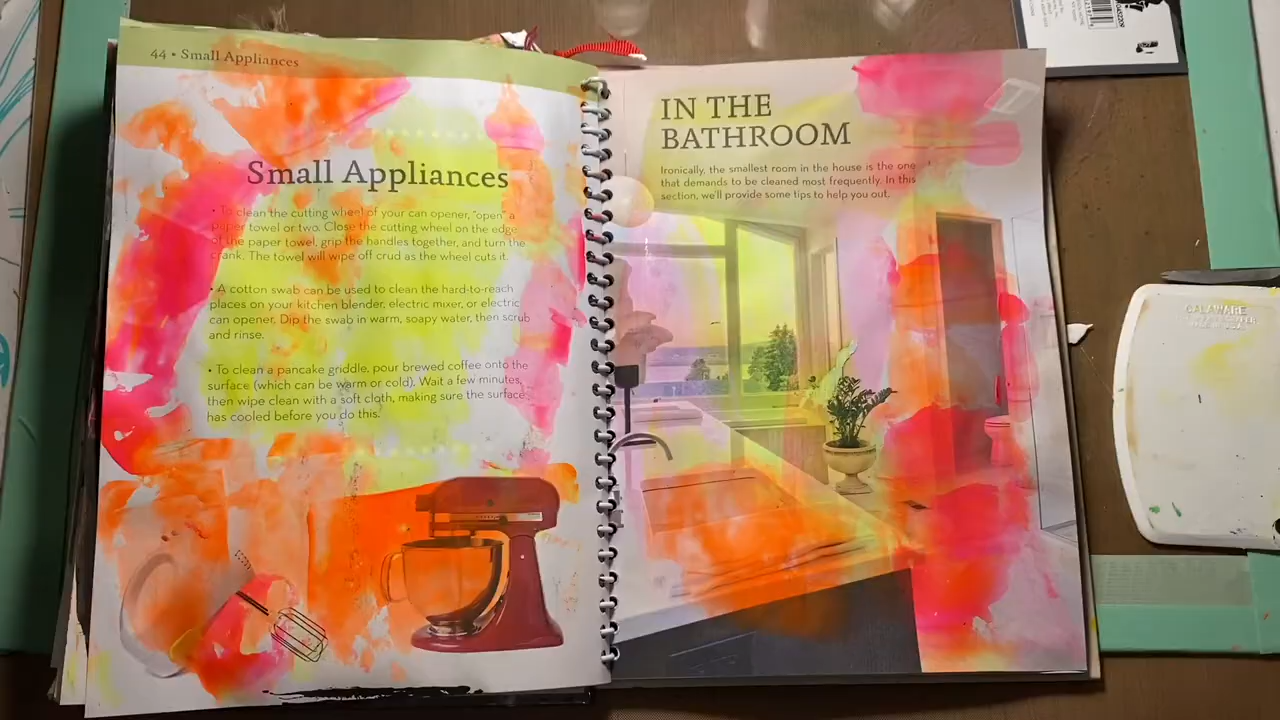 44 • Small Appliances
Small Appliances
• To clean the cutting wheel of your can opener, "open" a
paper towel or two. Close the cutting wheel on the edge
of the paper towel, grip the handles together, and turn the
crank. The towel will wipe off crud as the wheel cuts it.
• A cotton swab can be used to clean the hard-to-reach
places on your kitchen blender, electric mixer, or electric
can opener. Dip the swab in warm, soapy water, then scrub
and rinse.
• To clean a pancake griddle, pour brewed coffee onto the
surface (which can be warm or cold). Wait a few minutes,
then wipe clean with a soft cloth, making sure the surface
has cooled before you do this.
IN THE
BATHROOM
Ironically, the smallest room in the house is the one
that demands to be cleaned most frequently. In this
section, we'll provide some tips to help you out.